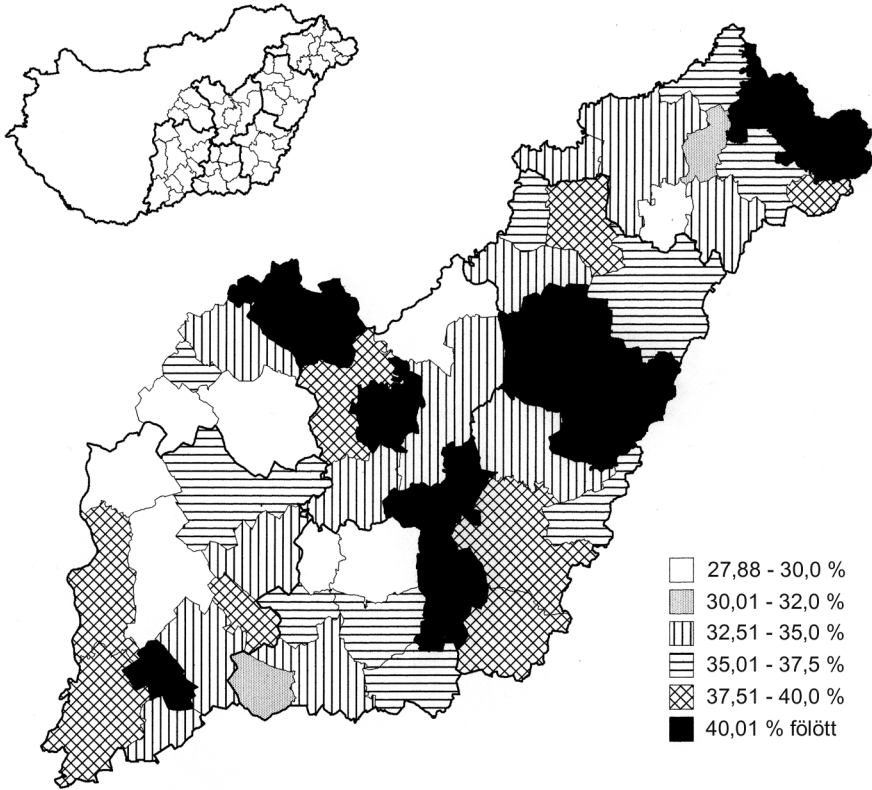 27,88 - 30,0 %
30,01 - 32,0 %
32,51 - 35,0 %
35,01 - 37,5 %
37,51 - 40,0 %
40,01 % fölött